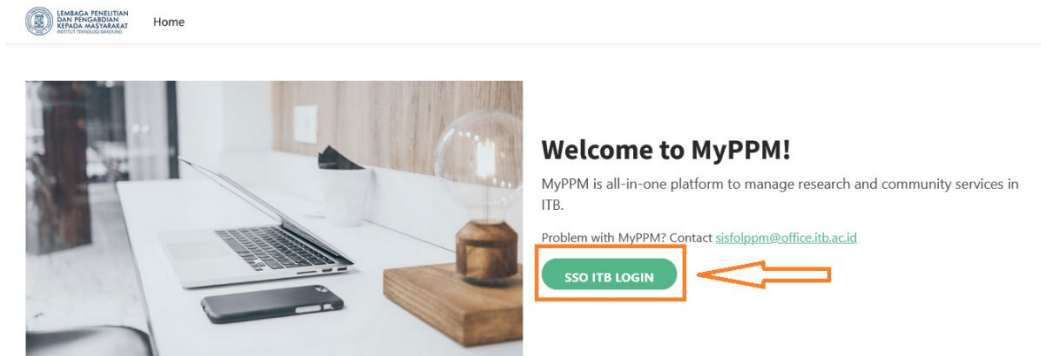 LEMBAGA PENELITIAN
DAN PENGABDIAN
KEPADA MASYARAKAT
INSTITUT TEKNOLOGI BANDUNG
Home
Welcome to MyPPM!
MyPPM is all-in-one platform to manage research and community services in
ITB.
Problem with MyPPM? Contact sisfolppm@office.itb.ac.id
SSO ITB LOGIN